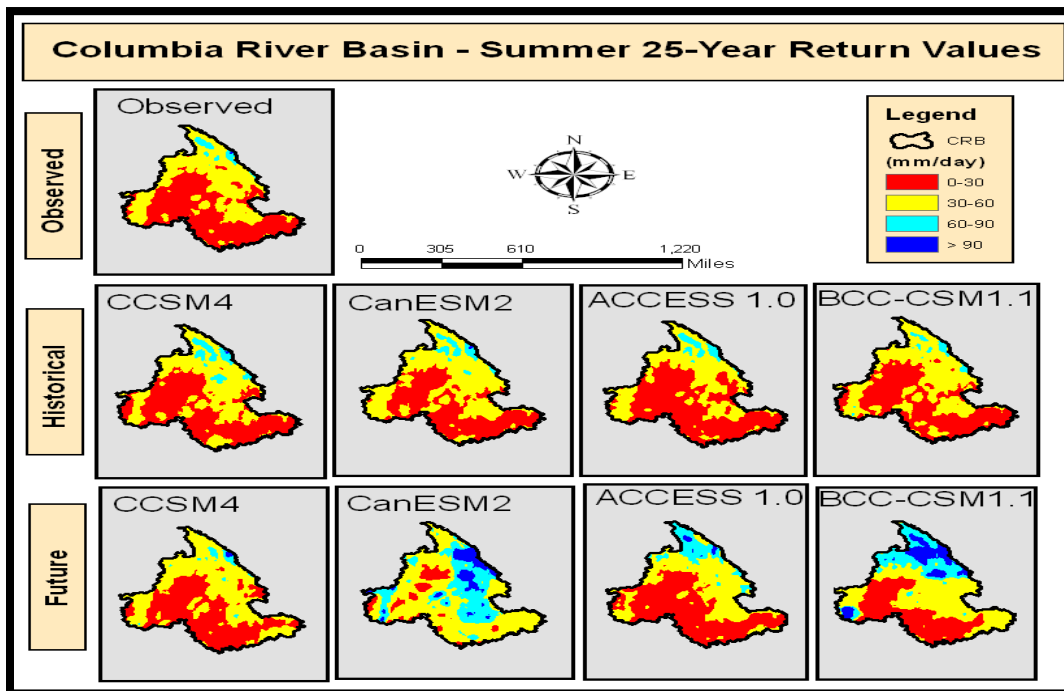 Columbia River Basin - Summer 25-Year Return Values
Observed
Observed
N
W E
S
0 305 610 1,220
Miles
Legend
CRB
(mm/day)
0-30
30-60
60-90
> 90
Historical
CCSM4
CanESM2
ACCESS 1.0
BCC-CSM1.1
Future
CCSM4
CanESM2
ACCESS 1.0
BCC-CSM1.1